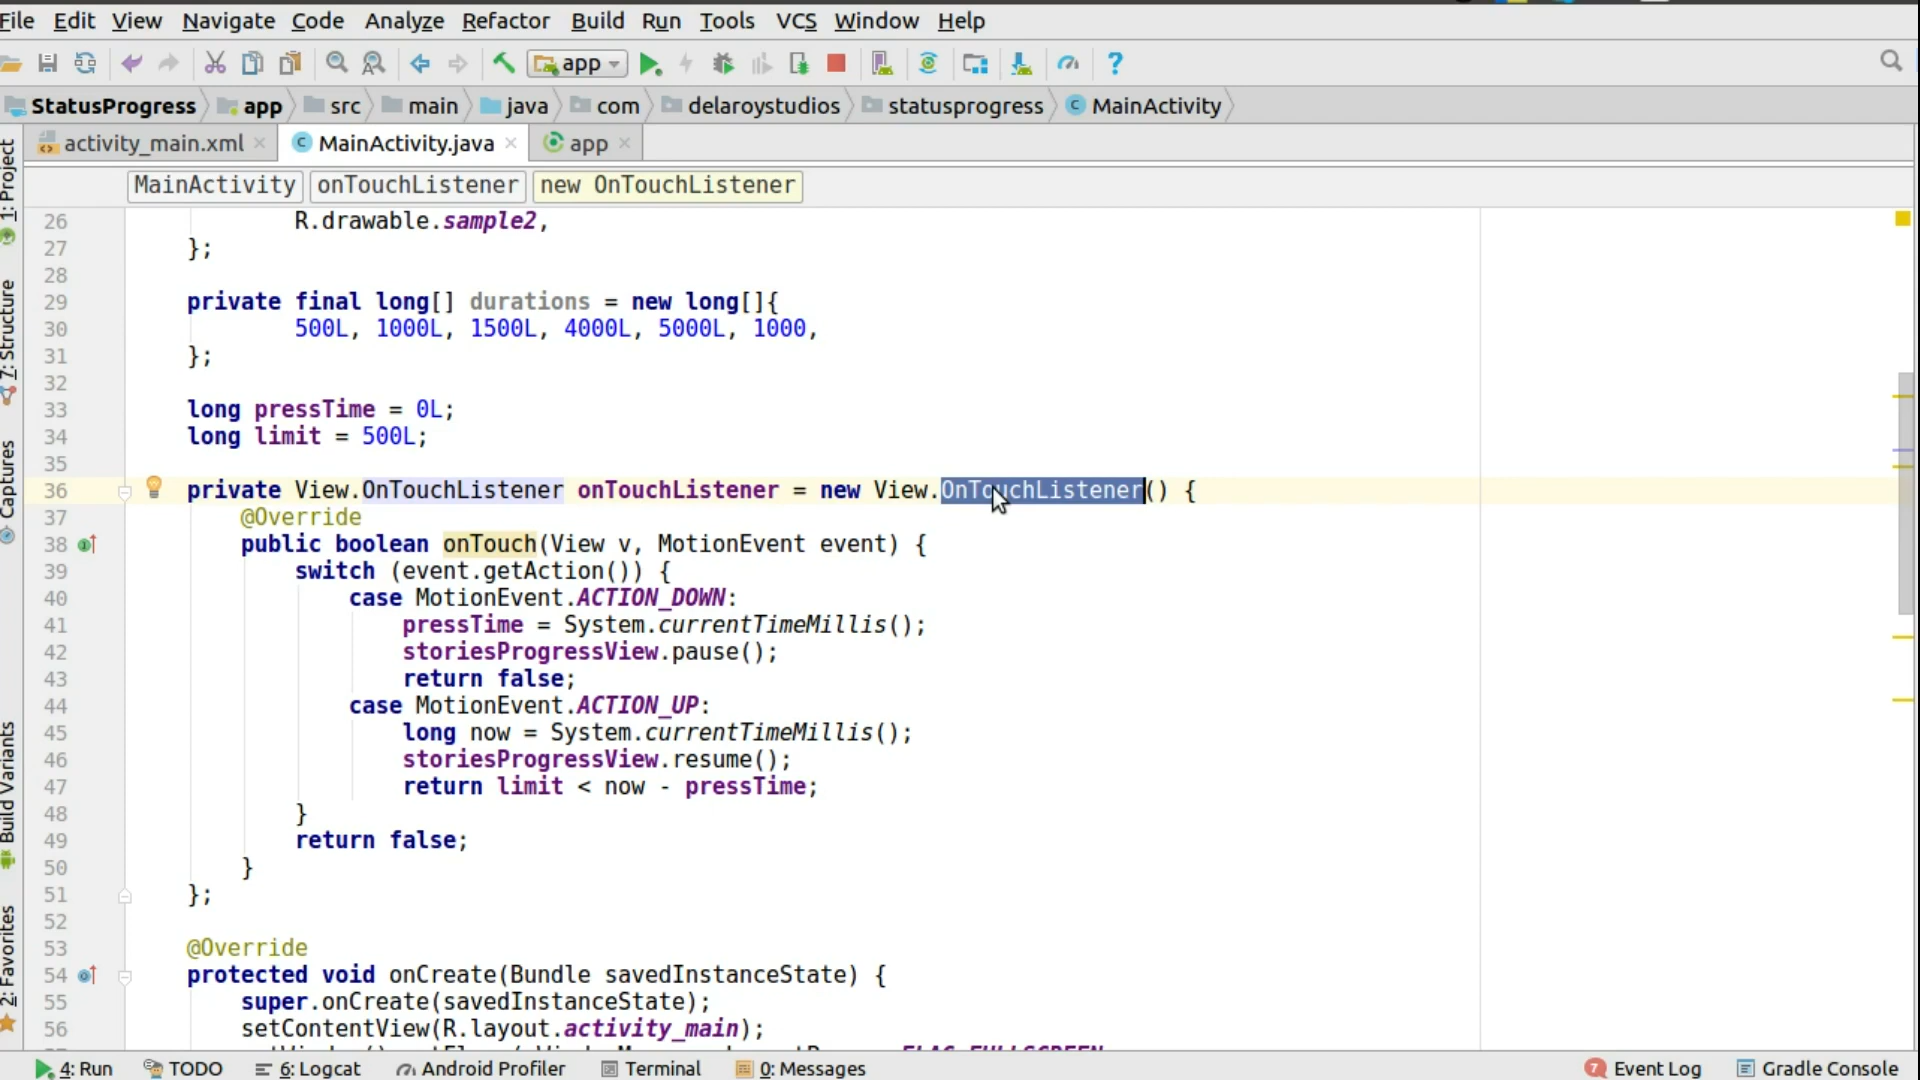 File Edit View Navigate Code Analyze Refactor Build Run Tools VCS Window Help
app
StatusProgress app src main java com delaroystudios statusprogress MainActivity
activity_main.xml MainActivity.java app
MainActivity onTouchListener new OnTouchListener
1: Project
7: Structure
Captures
Build Variants
2: Favorites
26 R.drawable.sample2,
27 };
28
29 private final long[] durations = new long[]{
30 500L, 1000L, 1500L, 4000L, 5000L, 1000,
31 };
32
33 long pressTime = 0L;
34 long limit = 500L;
35
36 private View.OnTouchListener onTouchListener = new View.OnTouchListener() {
37 @Override
38 public boolean onTouch(View v, MotionEvent event) {
39 switch (event.getAction()) {
40 case MotionEvent.ACTION_DOWN:
41 pressTime = System.currentTimeMillis();
42 storiesProgressView.pause();
43 return false;
44 case MotionEvent.ACTION_UP:
45 long now = System.currentTimeMillis();
46 storiesProgressView.resume();
47 return limit < now - pressTime;
48 }
49 return false;
50 }
51 };
52
53 @Override
54 protected void onCreate(Bundle savedInstanceState) {
55 super.onCreate(savedInstanceState);
56 setContentView(R.layout.activity_main);
4: Run TODO 6: Logcat Android Profiler Terminal 0: Messages 7 Event Log Gradle Console